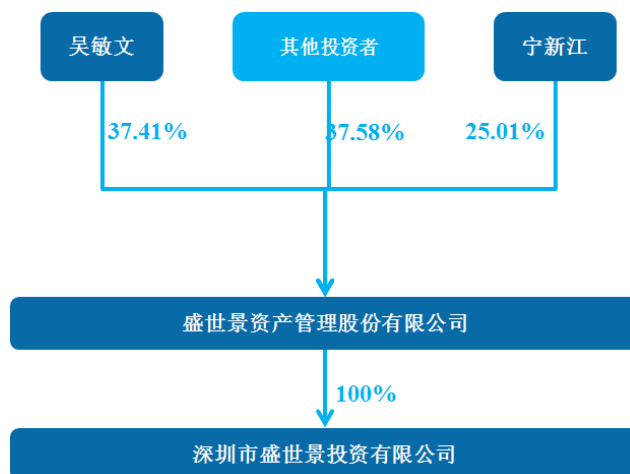 吴敏文
其他投资者
宁新江
37.41%
37.58%
25.01%
盛世景资产管理股份有限公司
100%
深圳市盛世景投资有限公司